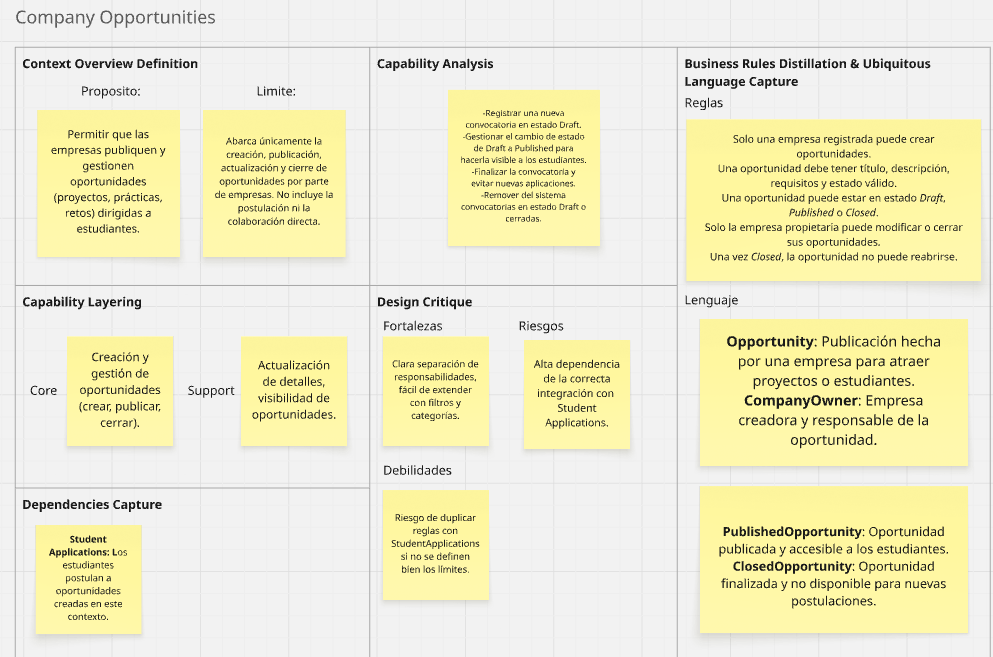 Company Opportunities
Context Overview Definition
Proposito:
Limite:
Permitir que las
empresas publiquen y
gestionen
oportunidades
(proyectos, prácticas,
retos) dirigidas a
estudiantes.
Abarca únicamente la
creación, publicación,
actualización y cierre de
oportunidades por parte
de empresas. No incluye la
postulación ni la
colaboración directa.
Capability Analysis
-Registrar una nueva
convocatoria en estado Draft.
-Gestionar el cambio de estado
de Draft a Published para
hacerla visible a los estudiantes.
-Finalizar la convocatoria y
evitar nuevas aplicaciones.
-Remover del sistema
convocatorias en estado Draft o
cerradas.
Business Rules Distillation & Ubiquitous
Language Capture
Reglas
Solo una empresa registrada puede crear
oportunidades.
Una oportunidad debe tener título, descripción,
requisitos y estado válido.
Una oportunidad puede estar en estado Draft,
Published o Closed.
Solo la empresa propietaria puede modificar o cerrar
sus oportunidades.
Una vez Closed, la oportunidad no puede reabrirse.
Lenguaje
Opportunity: Publicación hecha
por una empresa para atraer
proyectos o estudiantes.
CompanyOwner: Empresa
creadora y responsable de la
oportunidad.
PublishedOpportunity: Oportunidad
publicada y accesible a los estudiantes.
ClosedOpportunity: Oportunidad
finalizada y no disponible para nuevas
postulaciones.
Capability Layering
Core
Creación y
gestión de
oportunidades
(crear, publicar,
cerrar).
Support
Actualización
de detalles,
visibilidad de
oportunidades.
Design Critique
Fortalezas
Riesgos
Clara separación de
responsabilidades,
fácil de extender
con filtros y
categorías.
Alta dependencia
de la correcta
integración con
Student
Applications.
Debilidades
Riesgo de duplicar
reglas con
StudentApplications
si no se definen
bien los límites.
Dependencies Capture
Student
Applications: Los
estudiantes
postulan a
oportunidades
creadas en este
contexto.